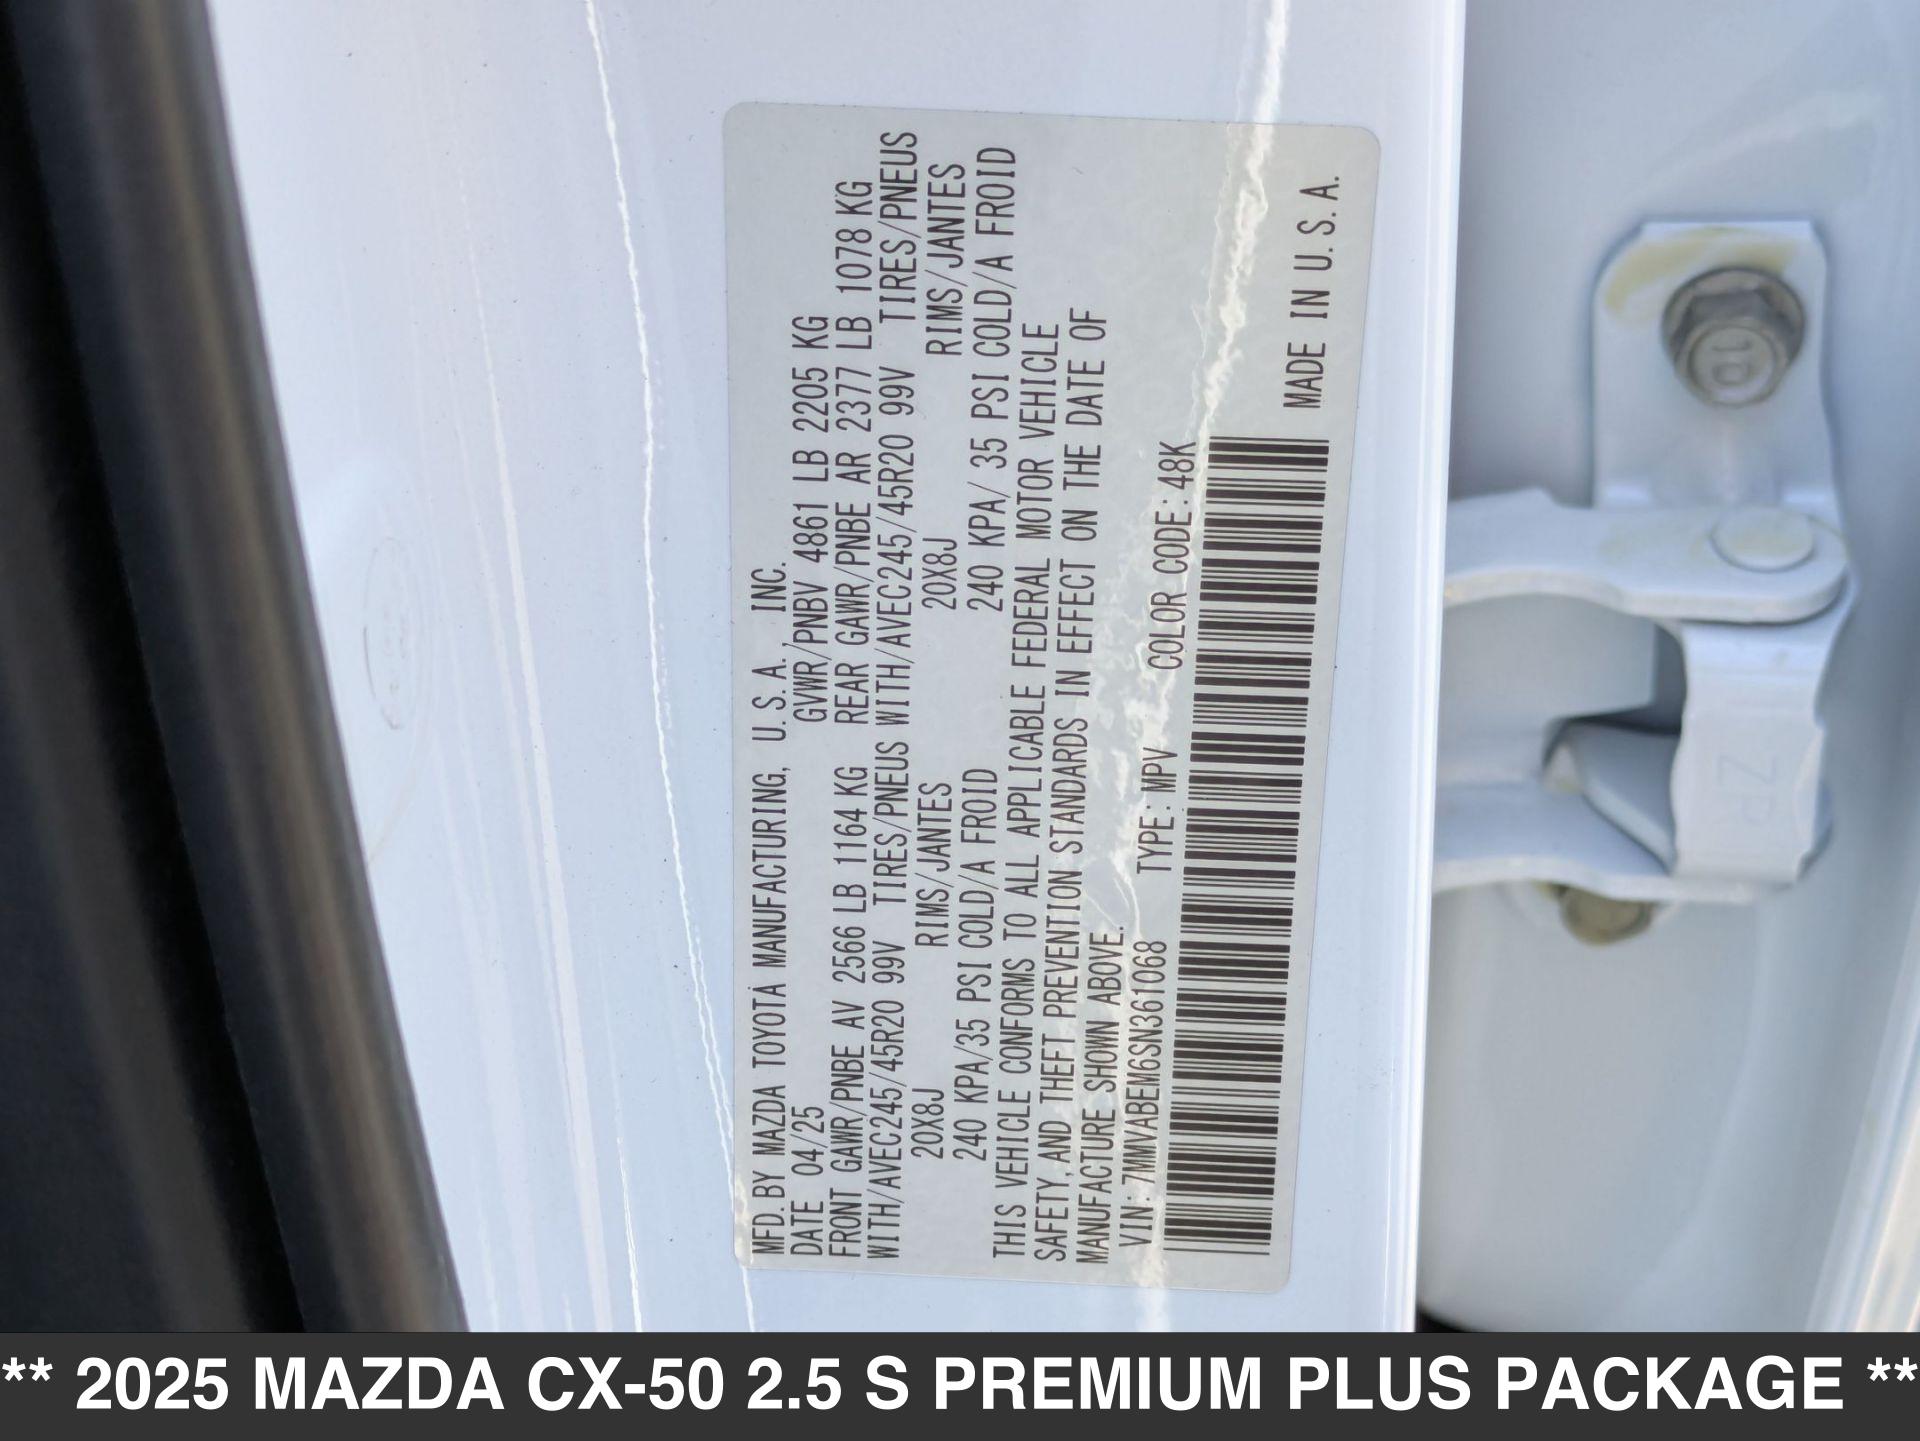 MFD. BY MAZDA TOYOTA MANUFACTURING, U. S. A., INC.
DATE 04/25 GVWR/PNBV 4861 LB 2205 KG
FRONT GAWR/PNBE AV 2566 LB 1164 KG REAR GAWR/PNBE AR 2377 LB 1078 KG
WITH/AVEC245/45R20 99V TIRES/PNEUS WITH/AVEC245/45R20 99V TIRES/PNEUS
20X8J RIMS/JANTES 20X8J RIMS/JANTES
240 KPA/35 PSI COLD/A FROID 240 KPA/ 35 PSI COLD/A FROID
THIS VEHICLE CONFORMS TO ALL APPLICABLE FEDERAL MOTOR VEHICLE
SAFETY, AND THEFT PREVENTION STANDARDS IN EFFECT ON THE DATE OF
MANUFACTURE SHOWN ABOVE.
VIN: 7MMVABEM6SN361068 TYPE: MPV COLOR CODE: 48K
MADE IN U. S. A.
10
ZP
** 2025 MAZDA CX-50 2.5 S PREMIUM PLUS PACKAGE **